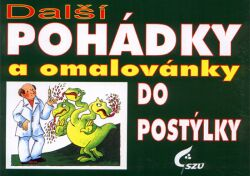 Další
POHÁDKY
a omalovánky
DO
POSTÝLKY
SZÚ